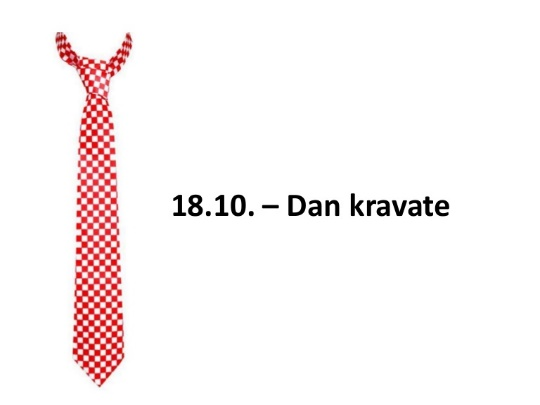 18.10. – Dan kravate